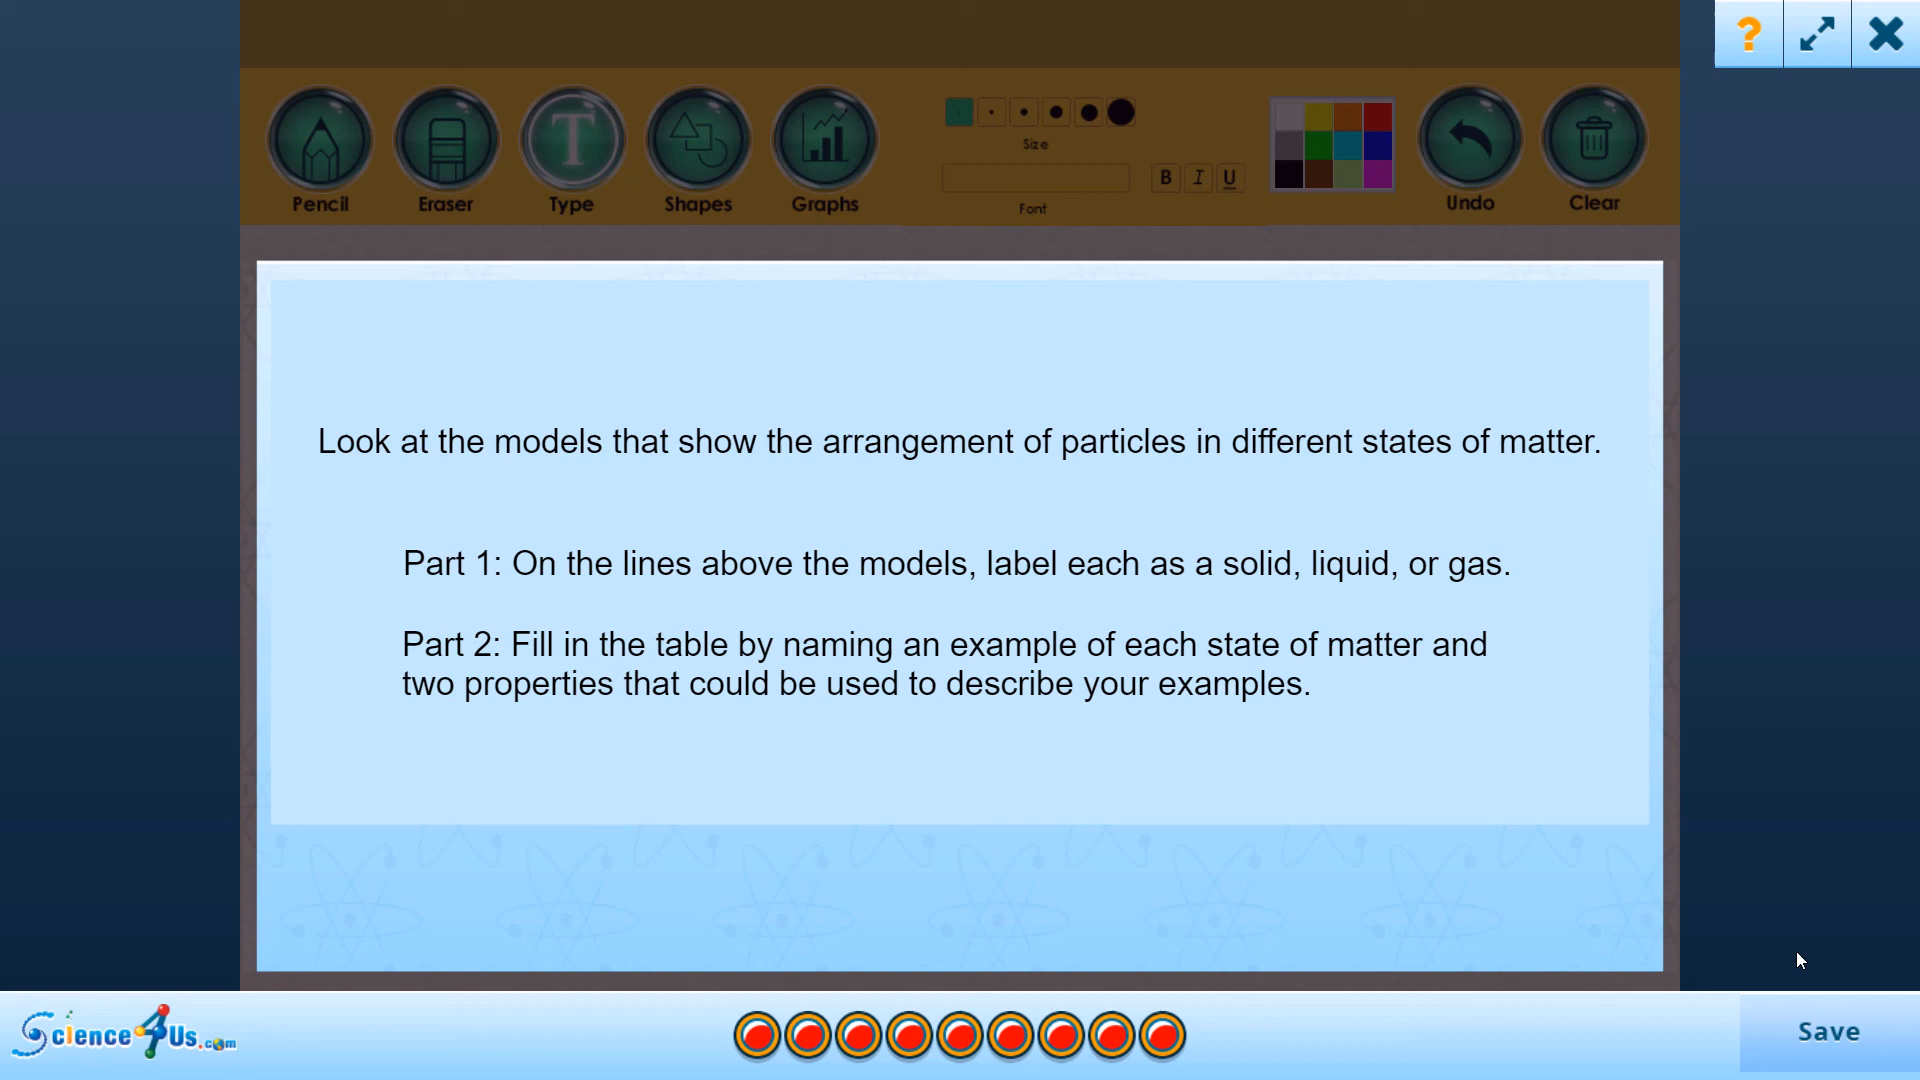 Pencil
Eraser
T
Type
Shapes
Graphs
Size
Font
B I U
Undo
Clear
?
Look at the models that show the arrangement of particles in different states of matter.
Part 1: On the lines above the models, label each as a solid, liquid, or gas.
Part 2: Fill in the table by naming an example of each state of matter and
two properties that could be used to describe your examples.
Science4Us.com
Save